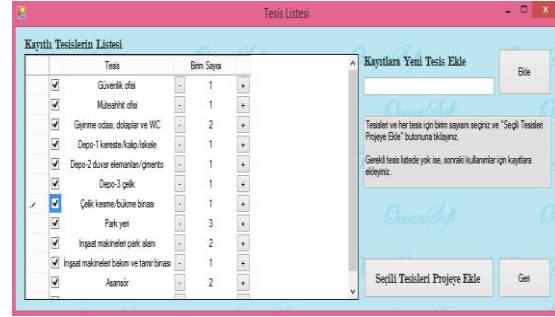 Tesis Listesi
Kayıtlı Tesislerin Listesi
Tesis Birim Sayısı
Güvenlik ofisi - 1 +
Müteahhit ofisi - 1 +
Giyinme odası, dolaplar ve WC - 2 +
Depo-1 kereste/kalıp/iskele - 1 +
Depo-2 duvar elemanları/çimento - 1 +
Depo-3 çelik - 1 +
Çelik kesme/bükme binası - 1 +
Park yeri - 3 +
İnşaat makineleri park alanı - 2 +
İnşaat makineleri bakım ve tamir binası - 1 +
Asansör - 2 +
Kayıtlara Yeni Tesis Ekle
Ekle
Tesisleri ve her tesis için birim sayısını seçiniz ve "Seçili Tesisleri
Projeye Ekle" butonuna tıklayınız.
Gerekli tesis listede yok ise, sonraki kullanımlar için kayıtlara
ekleyiniz.
OceanSoft
Seçili Tesisleri Projeye Ekle
Geri